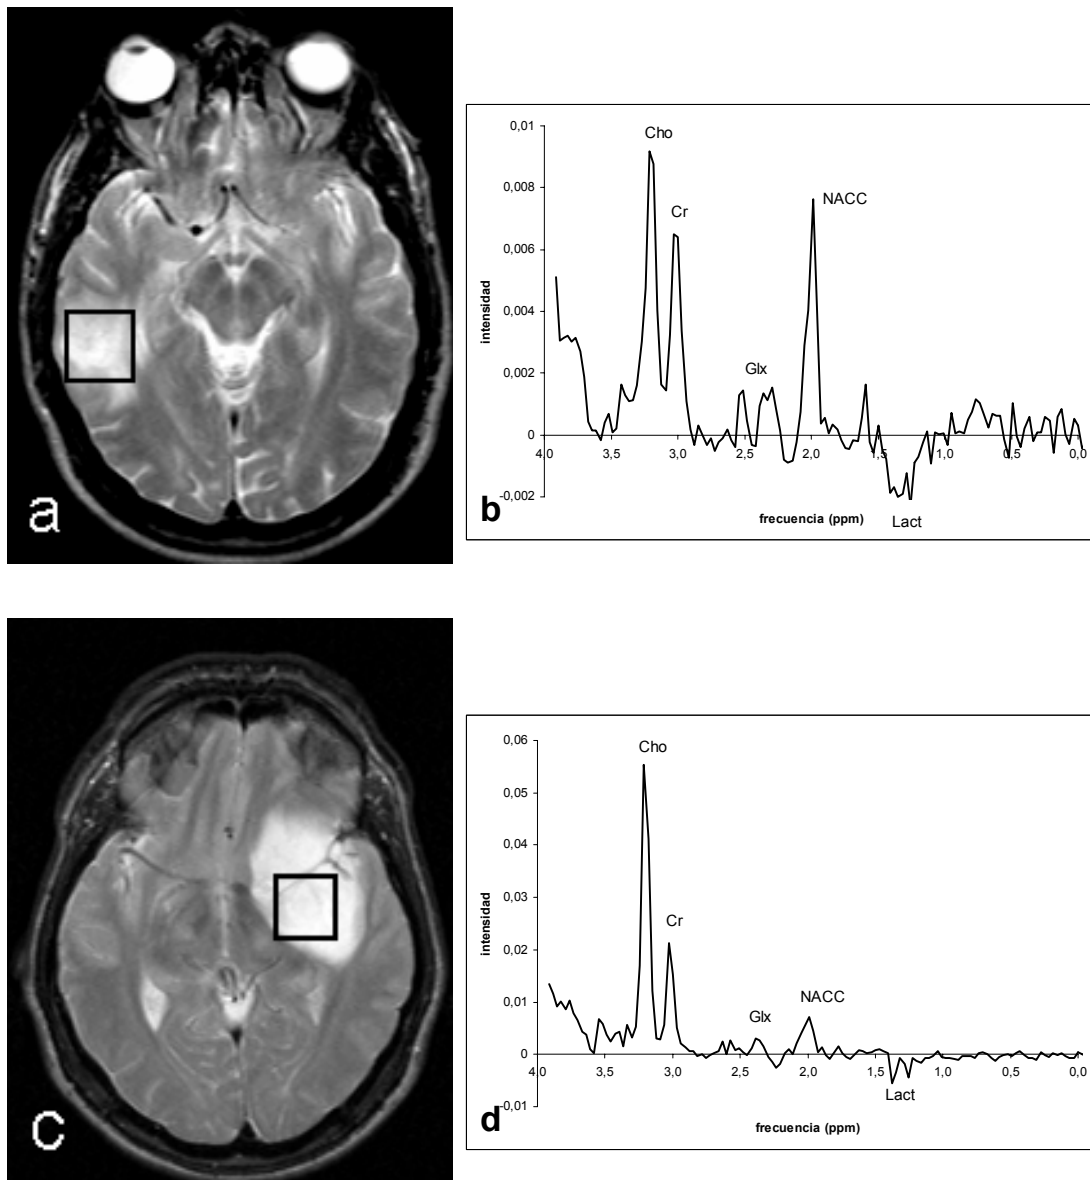 a
0,01
0,008
0,006
0,004
0,002
0
-0,002
intensidad
Cho
Cr
NACC
Glx
Lact
4,0 3,5 3,0 2,5 2,0 1,5 1,0 0,5 0,0
frecuencia (ppm)
b
c
0,06
0,05
0,04
0,03
0,02
0,01
0
-0,01
intensidad
Cho
Cr
Glx
NACC
Lact
4,0 3,5 3,0 2,5 2,0 1,5 1,0 0,5 0,0
frecuencia (ppm)
d